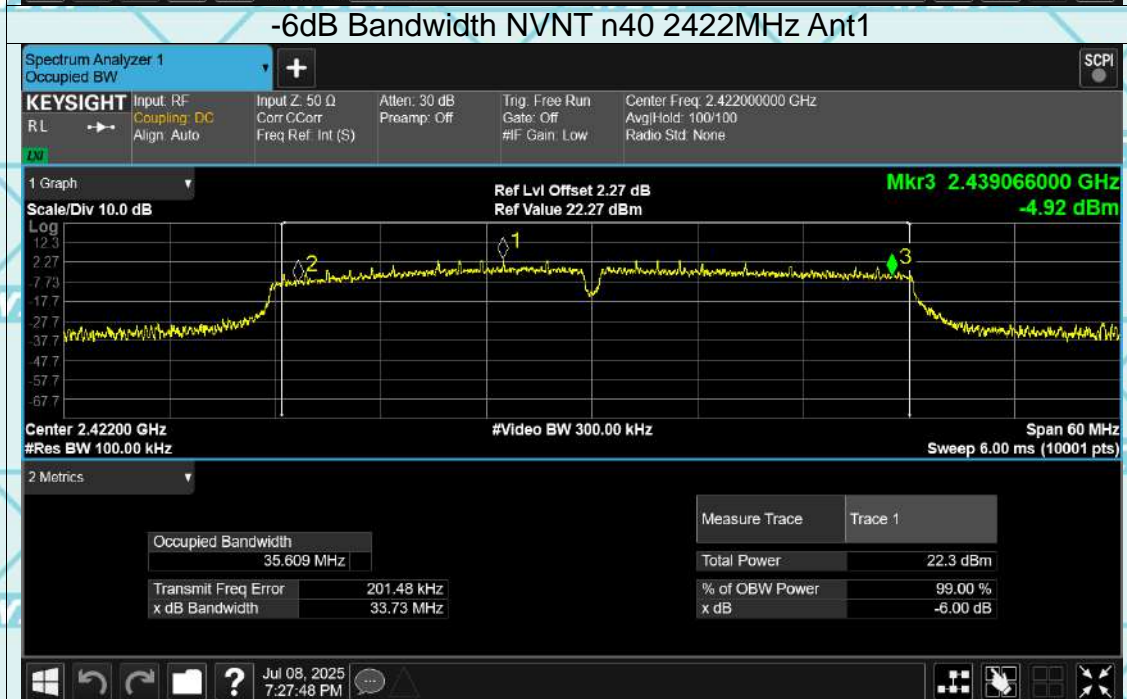 -6dB Bandwidth NVNT n40 2422MHz Ant1
Spectrum Analyzer 1
Occupied BW
+
SCPI
KEYSIGHT
RL
LXI
Input: RF
Coupling: DC
Align: Auto
Input Z: 50 Ω
Corr CCorr
Freq Ref: Int (S)
Atten: 30 dB
Preamp: Off
Trig: Free Run
Gate: Off
#IF Gain: Low
Center Freq: 2.422000000 GHz
Avg|Hold: 100/100
Radio Std: None
1 Graph
Scale/Div 10.0 dB
Ref Lvl Offset 2.27 dB
Ref Value 22.27 dBm
Mkr3 2.439066000 GHz
-4.92 dBm
Log
12.3
2.27
-7.73
-17.7
-27.7
-37.7
-47.7
-57.7
-67.7
2
1
3
Center 2.42200 GHz
#Res BW 100.00 kHz
#Video BW 300.00 kHz
Span 60 MHz
Sweep 6.00 ms (10001 pts)
2 Metrics
Occupied Bandwidth
35.609 MHz
Transmit Freq Error 201.48 kHz
x dB Bandwidth 33.73 MHz
Measure Trace Trace 1
Total Power 22.3 dBm
% of OBW Power 99.00 %
x dB -6.00 dB
?
Jul 08, 2025
7:27:48 PM